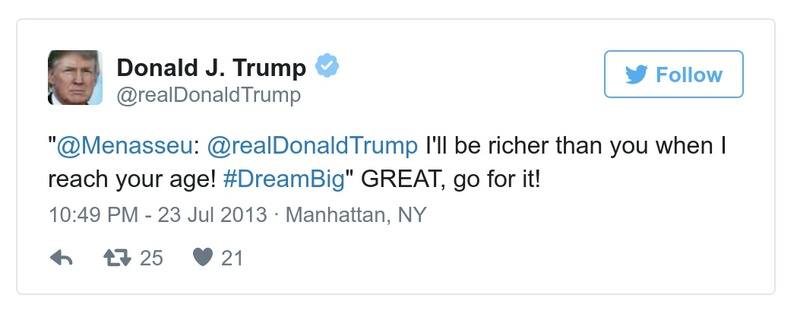 Donald J. Trump
@realDonaldTrump
Follow
"@Menasseu: @realDonaldTrump I'll be richer than you when I
reach your age! #DreamBig" GREAT, go for it!
10:49 PM - 23 Jul 2013 · Manhattan, NY
25 21